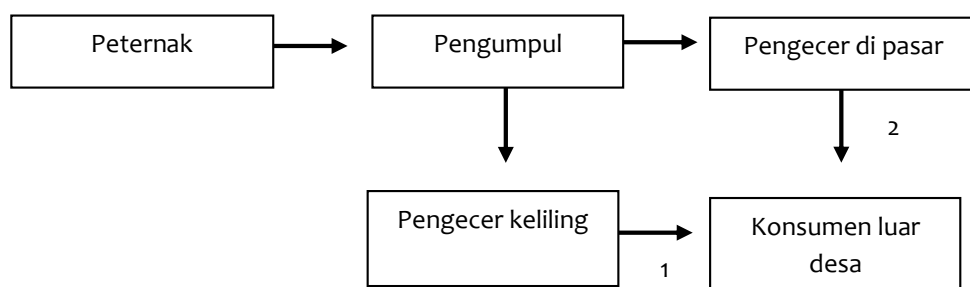 Peternak
Pengumpul
Pengecer di pasar
2
Pengecer keliling
1
Konsumen luar
desa